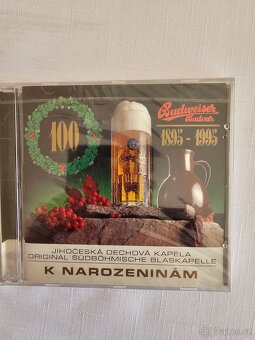 100
Budweiser
Budvar
1895 - 1995
JIHOČESKÁ DECHOVÁ KAPELA
ORIGINAL SÜDBÖHMISCHE BLASKAPELLE
K NAROZENINÁM